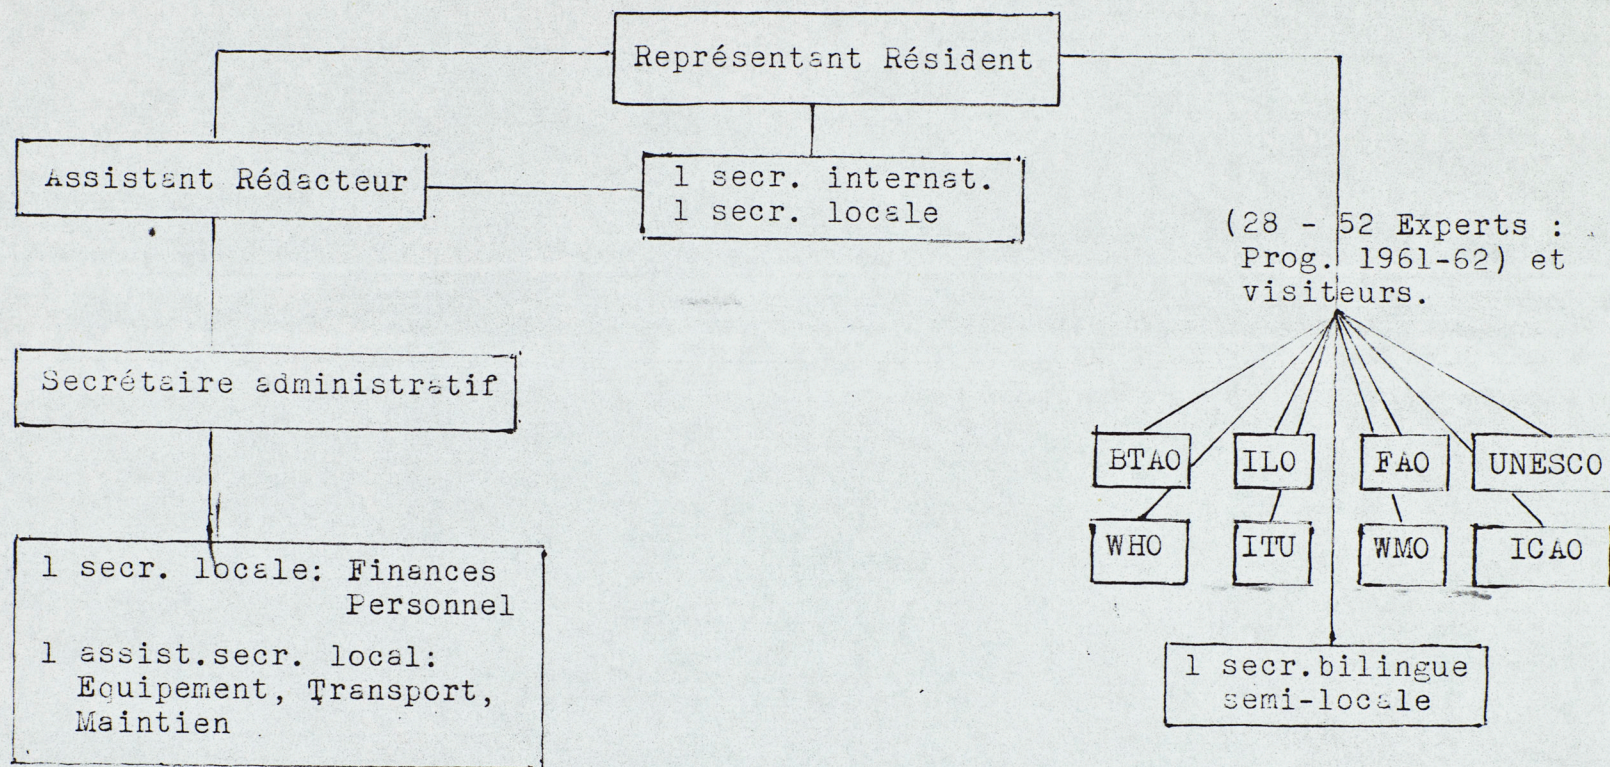 Représentant Résident
Assistant Rédacteur
1 secr. internat.
1 secr. locale
(28 - 52 Experts :
Prog. 1961-62) et
visiteurs.
Secrétaire administratif
BTAO ILO FAO UNESCO
WHO ITU WMO ICAO
1 secr. locale: Finances
Personnel
1 assist.secr. local:
Equipement, Transport,
Maintien
1 secr.bilingue
semi-locale